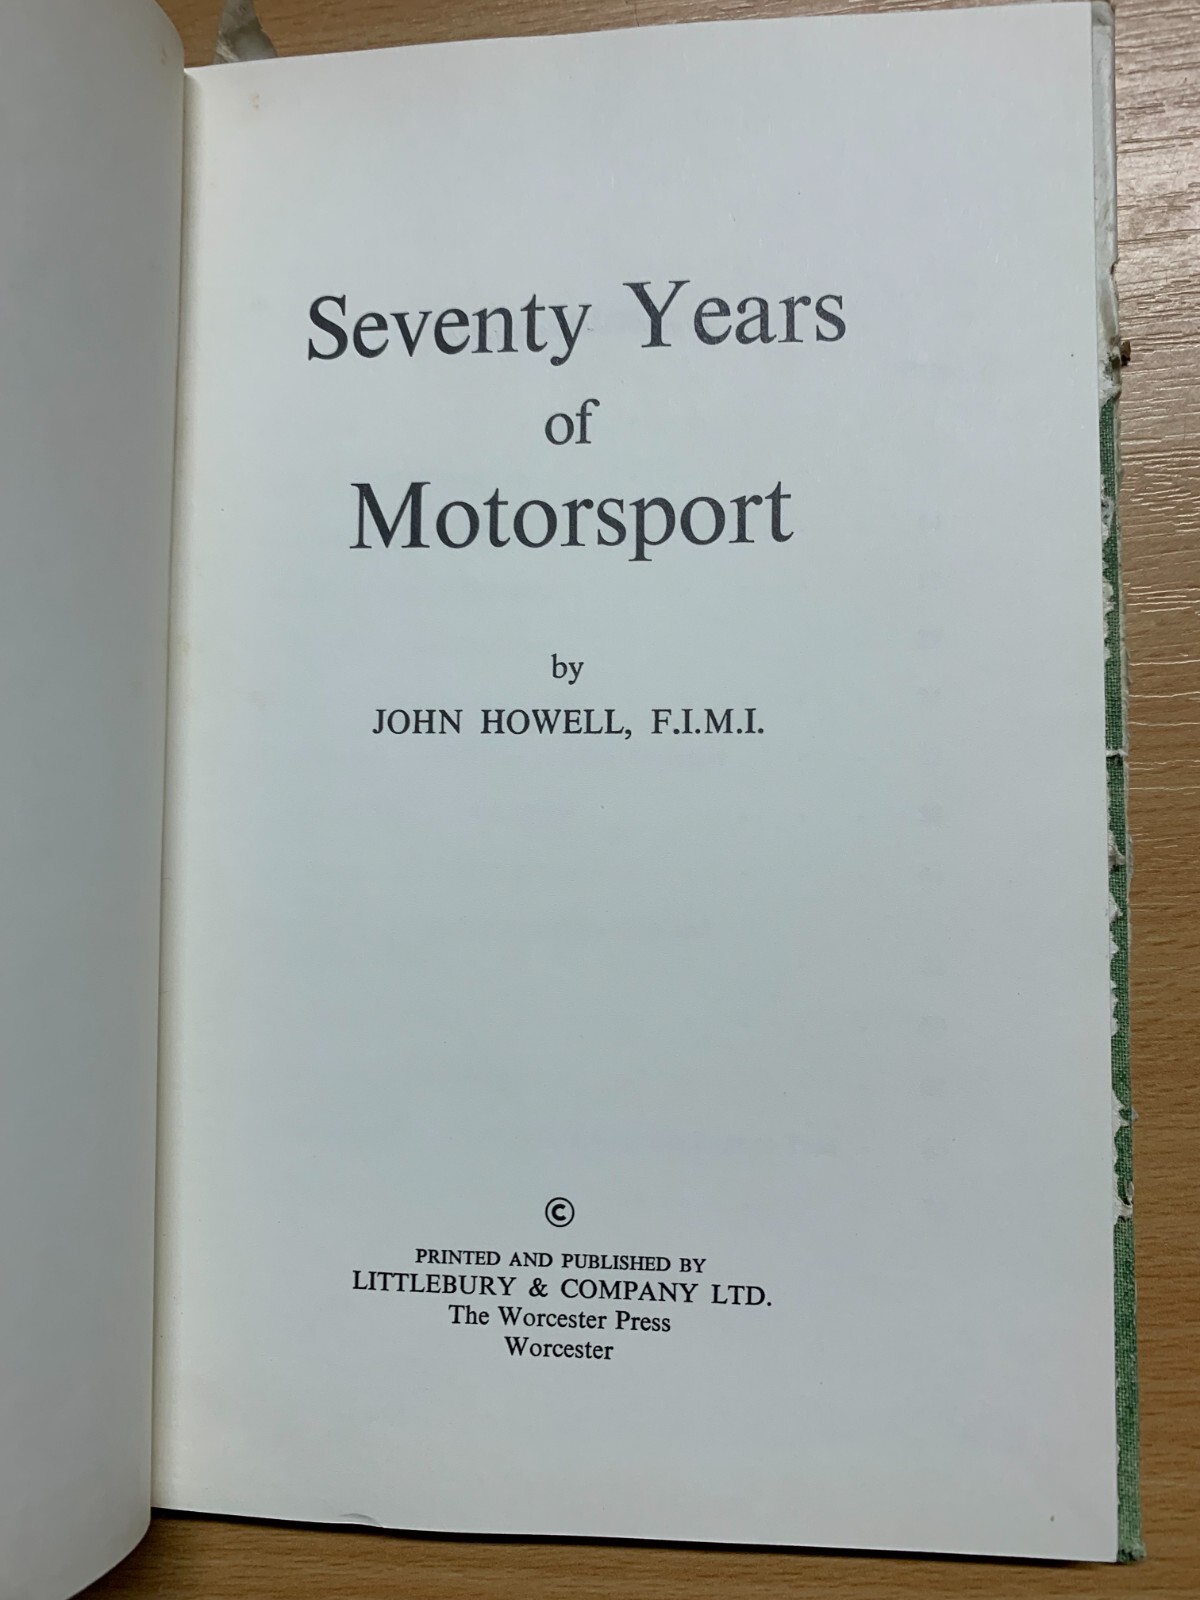 Seventy Years
of
Motorsport
by
JOHN HOWELL, F.I.M.I.
©
PRINTED AND PUBLISHED BY
LITTLEBURY & COMPANY LTD.
The Worcester Press
Worcester